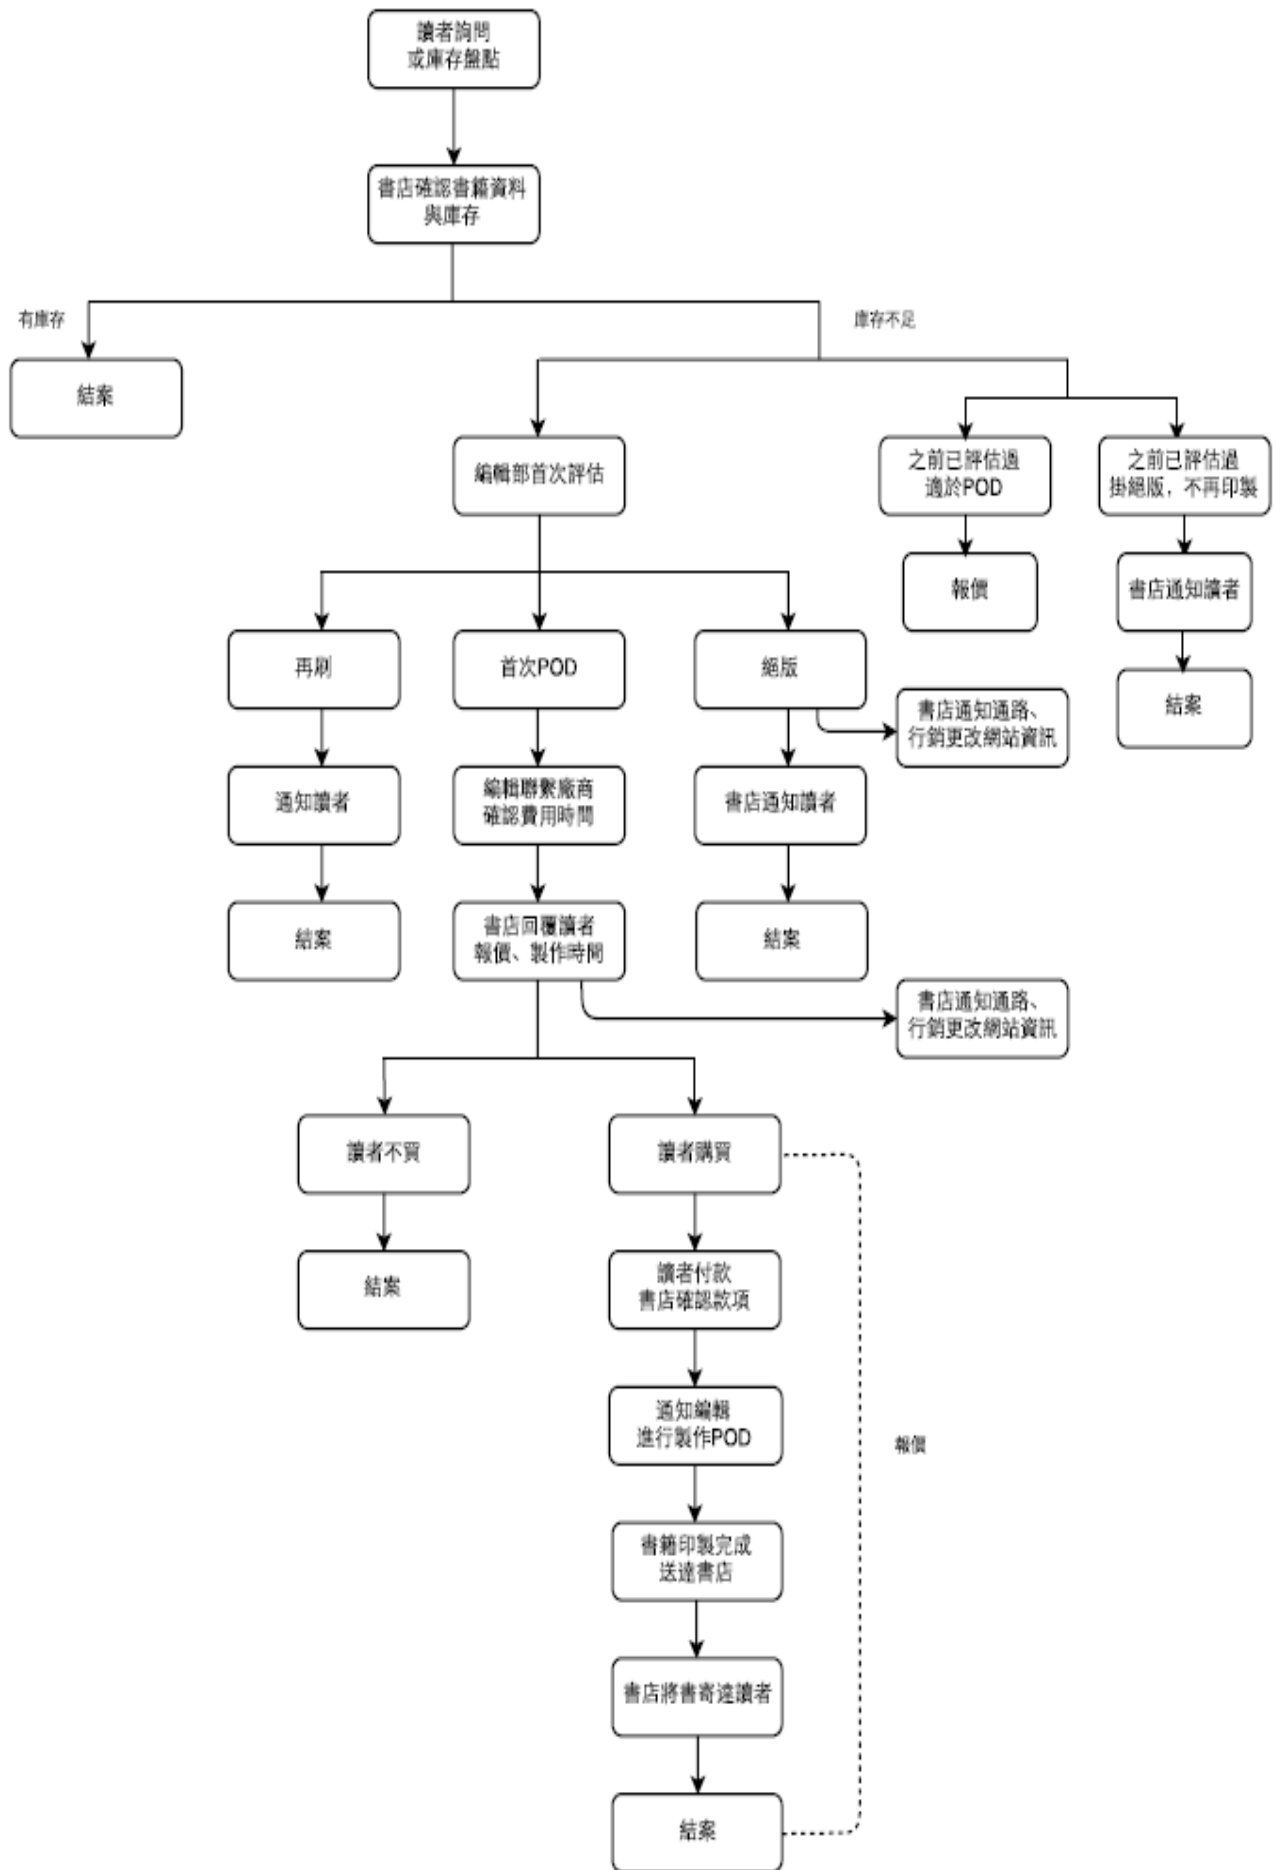 讀者詢問
或庫存盤點
書店確認書籍資料
與庫存
有庫存
庫存不足
結案
編輯部首次評估
之前已評估過
適於POD
之前已評估過
掛絕版，不再印製
報價
書店通知讀者
再刷
首次POD
絕版
結案
書店通知通路、
行銷更改網站資訊
通知讀者
編輯聯繫廠商
確認費用時間
書店通知讀者
結案
書店回覆讀者
報價、製作時間
結案
書店通知通路、
行銷更改網站資訊
讀者不買
讀者購買
結案
讀者付款
書店確認款項
通知編輯
進行製作POD
報價
書籍印製完成
送達書店
書店將書寄達讀者
結案